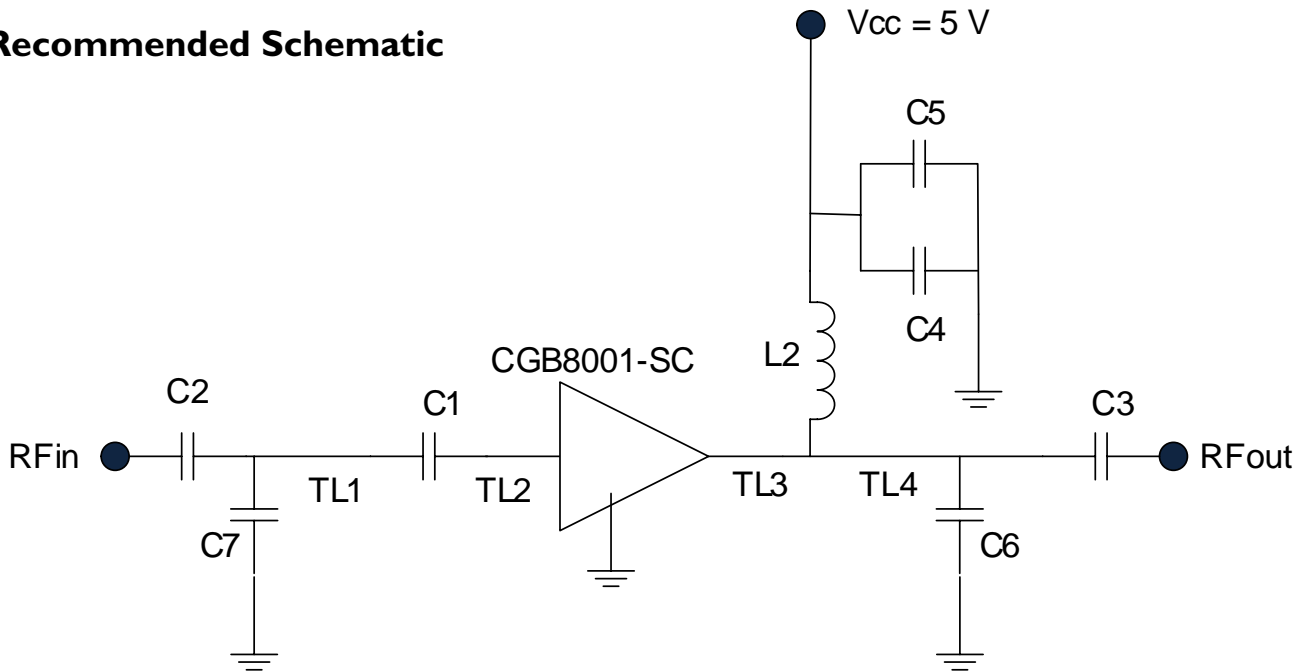 Recommended Schematic
Vcc = 5 V
C5
C4
L2
CGB8001-SC
C2
C1
C3
RFin
RFout
TL1
TL2
TL3
TL4
C7
C6